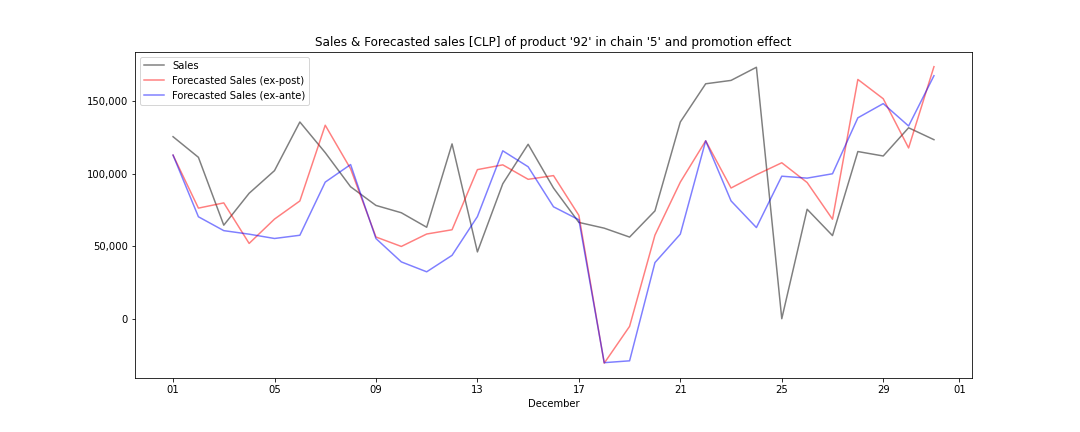 Sales & Forecasted sales [CLP] of product '92' in chain '5' and promotion effect
Sales
Forecasted Sales (ex-post)
Forecasted Sales (ex-ante)
150,000
100,000
50,000
0
01 05 09 13 17 21 25 29 01
December